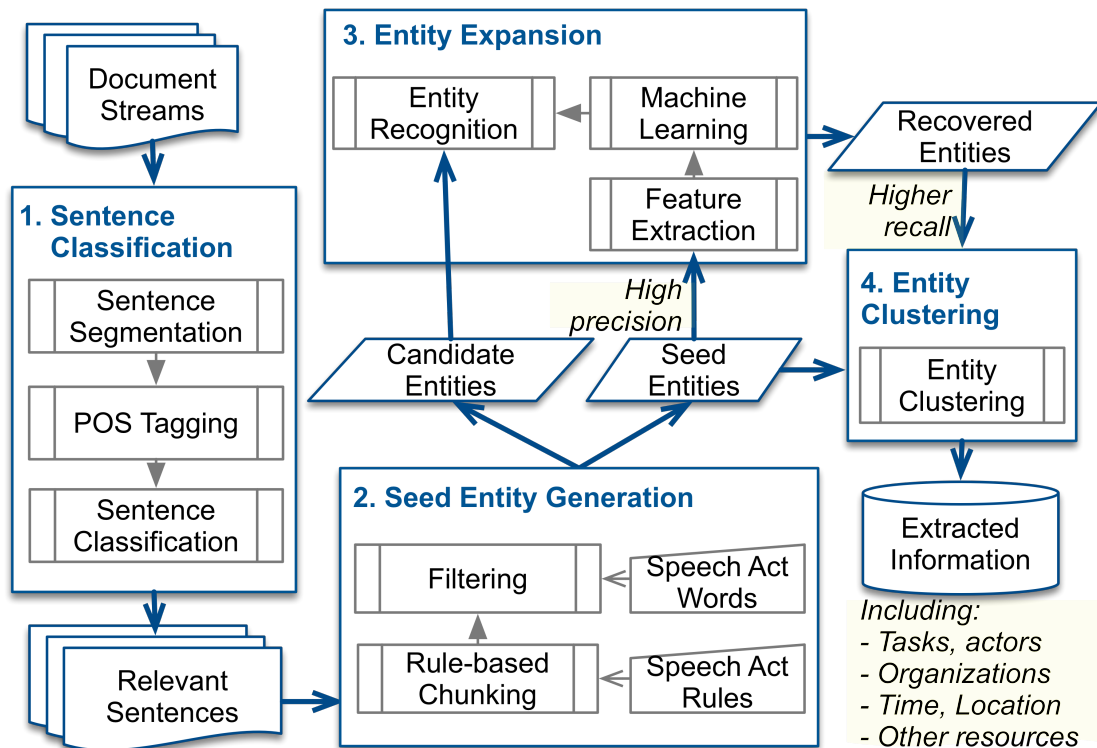 Document
Streams
1. Sentence
Classification
Sentence
Segmentation
POS Tagging
Sentence
Classification
Relevant
Sentences
2. Seed Entity Generation
Filtering
Speech Act
Words
Rule-based
Chunking
Speech Act
Rules
Candidate
Entities
Seed
Entities
High
precision
3. Entity Expansion
Entity
Recognition
Machine
Learning
Feature
Extraction
Recovered
Entities
Higher
recall
4. Entity
Clustering
Entity
Clustering
Extracted
Information
Including:
- Tasks, actors
- Organizations
- Time, Location
- Other resources